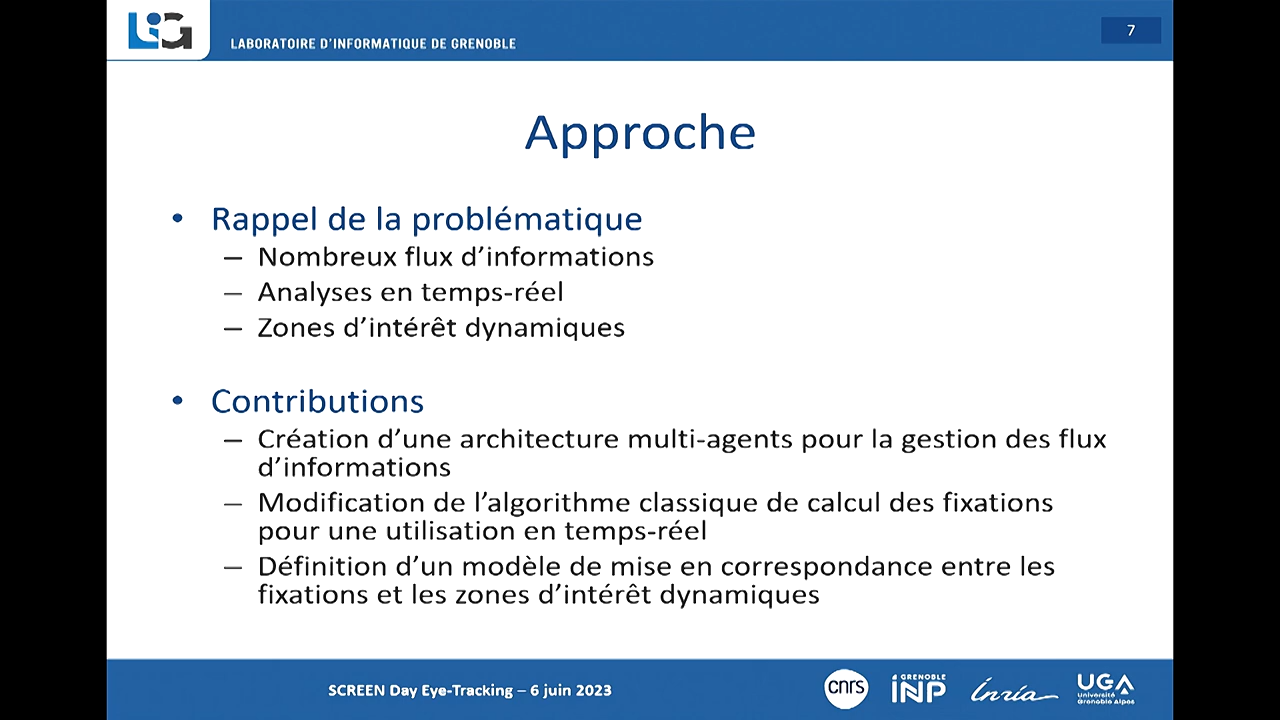 LIG
LABORATOIRE D'INFORMATIQUE DE GRENOBLE
7
Approche
• Rappel de la problématique
– Nombreux flux d’informations
– Analyses en temps-réel
– Zones d’intérêt dynamiques
• Contributions
– Création d’une architecture multi-agents pour la gestion des flux
d’informations
– Modification de l’algorithme classique de calcul des fixations
pour une utilisation en temps-réel
– Définition d’un modèle de mise en correspondance entre les
fixations et les zones d’intérêt dynamiques
SCREEN Day Eye-Tracking – 6 juin 2023
cnrs
GRENOBLE
INP
Inria
UGA
Université
Grenoble Alpes